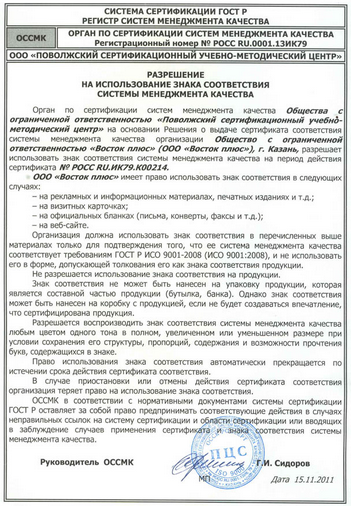 СИСТЕМА СЕРТИФИКАЦИИ ГОСТ Р
РЕГИСТР СИСТЕМ МЕНЕДЖМЕНТА КАЧЕСТВА
ОССМК
ОРГАН ПО СЕРТИФИКАЦИИ СИСТЕМ МЕНЕДЖМЕНТА КАЧЕСТВА
Регистрационный номер № РОСС RU.0001.13ИК79
ООО «ПОВОЛЖСКИЙ СЕРТИФИКАЦИОННЫЙ УЧЕБНО-МЕТОДИЧЕСКИЙ ЦЕНТР»
РАЗРЕШЕНИЕ
НА ИСПОЛЬЗОВАНИЕ ЗНАКА СООТВЕТСТВИЯ
СИСТЕМЫ МЕНЕДЖМЕНТА КАЧЕСТВА
Орган по сертификации систем менеджмента качества Общества с
ограниченной ответственностью «Поволжский сертификационный учебно-
методический центр» на основании Решения о выдаче сертификата соответствия
системы менеджмента качества организации Общество с ограниченной
ответственностью «Восток плюс» (ООО «Восток плюс»), г. Казань, разрешает
использовать знак соответствия системы менеджмента качества на период действия
сертификата № РОСС RU.ИК79.К00214.
ООО «Восток плюс» имеет право использовать знак соответствия в следующих
случаях:
– на рекламных и информационных материалах, печатных изданиях и т.д.;
– на визитных карточках;
– на официальных бланках (письма, конверты, факсы и т.д.);
– на веб-сайте.
Организация должна использовать знак соответствия в перечисленных выше
материалах только для подтверждения того, что ее система менеджмента качества
соответствует требованиям ГОСТ Р ИСО 9001-2008 (ИСО 9001:2008), и не использовать
его в форме, допускающей толкования его как знака соответствия продукции.
Не разрешается использование знака соответствия на продукции.
Знак соответствия не может быть нанесен на упаковку продукции, которая
является составной частью продукции (бутылка, банка). Однако знак соответствия
может быть нанесен на коробку с продукцией, если не будет создаваться впечатление,
что сертифицирована продукция.
Разрешается воспроизводить знак соответствия системы менеджмента качества
любым цветом одного тона в полном, увеличенном или уменьшенном размере при
условии сохранения его структуры, пропорций, содержания и возможности прочтения
букв, содержащихся в знаке.
Право использования знака соответствия автоматически прекращается по
истечении срока действия сертификата соответствия.
В случае приостановки или отмены действия сертификата соответствия
организация теряет право на использование знака соответствия.
ОССМК в соответствии с нормативными документами системы сертификации
ГОСТ Р оставляет за собой право предпринимать соответствующие действия в случаях
неправильных ссылок на систему сертификации и области сертификации или вводящих
в заблуждение случаев применения сертификата и знака соответствия системы
менеджмента качества.
Руководитель ОССМК
ПСЦ
Г.И. Сидоров
МП
Дата 15.11.2011